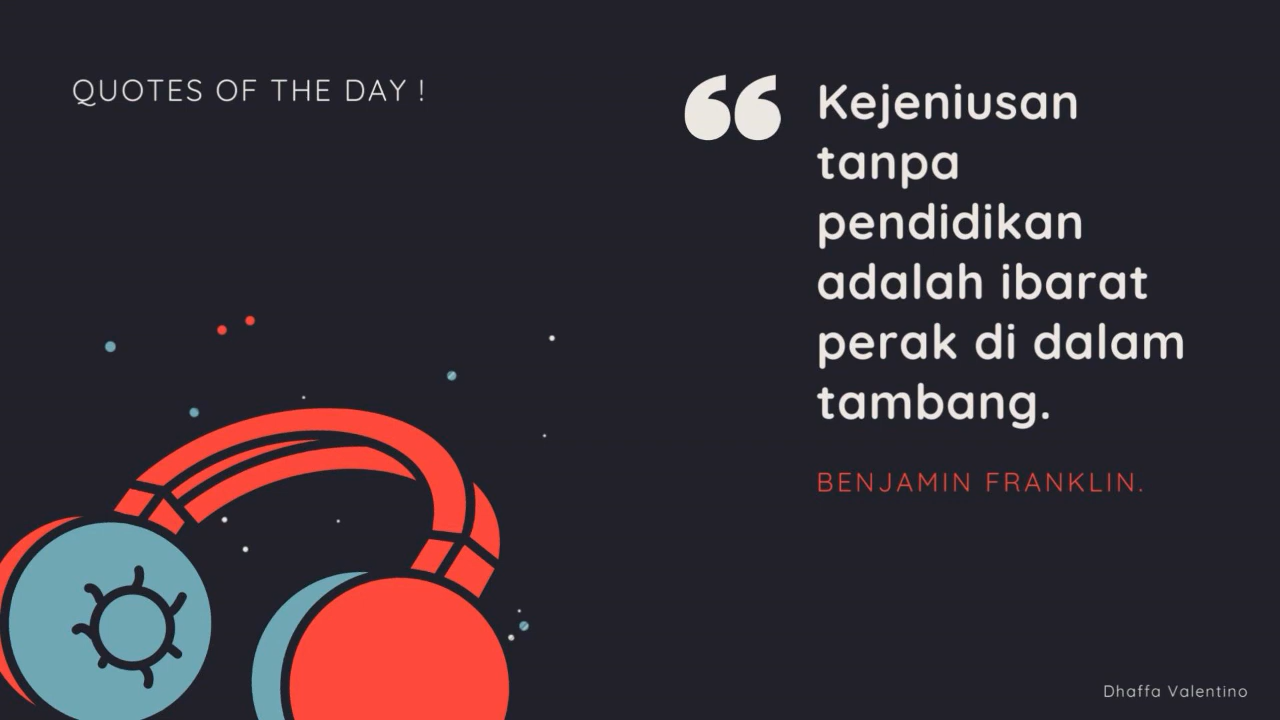 QUOTES OF THE DAY !
“
Kejeniusan
tanpa
pendidikan
adalah ibarat
perak di dalam
tambang.
BENJAMIN FRANKLIN.
Dhaffa Valentino